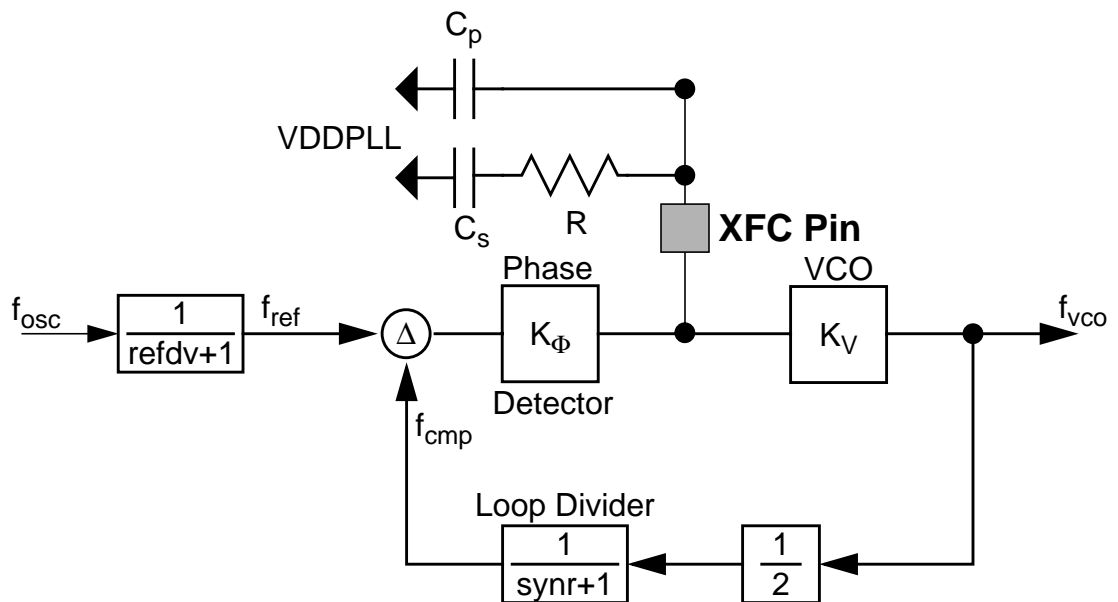 Cp
VDDPLL
Cs
R
XFC Pin
Phase
VCO
fosc
1
refdv+1
fref
Δ
KΦ
KV
fvco
Detector
fcmp
Loop Divider
1
synr+1
1
2